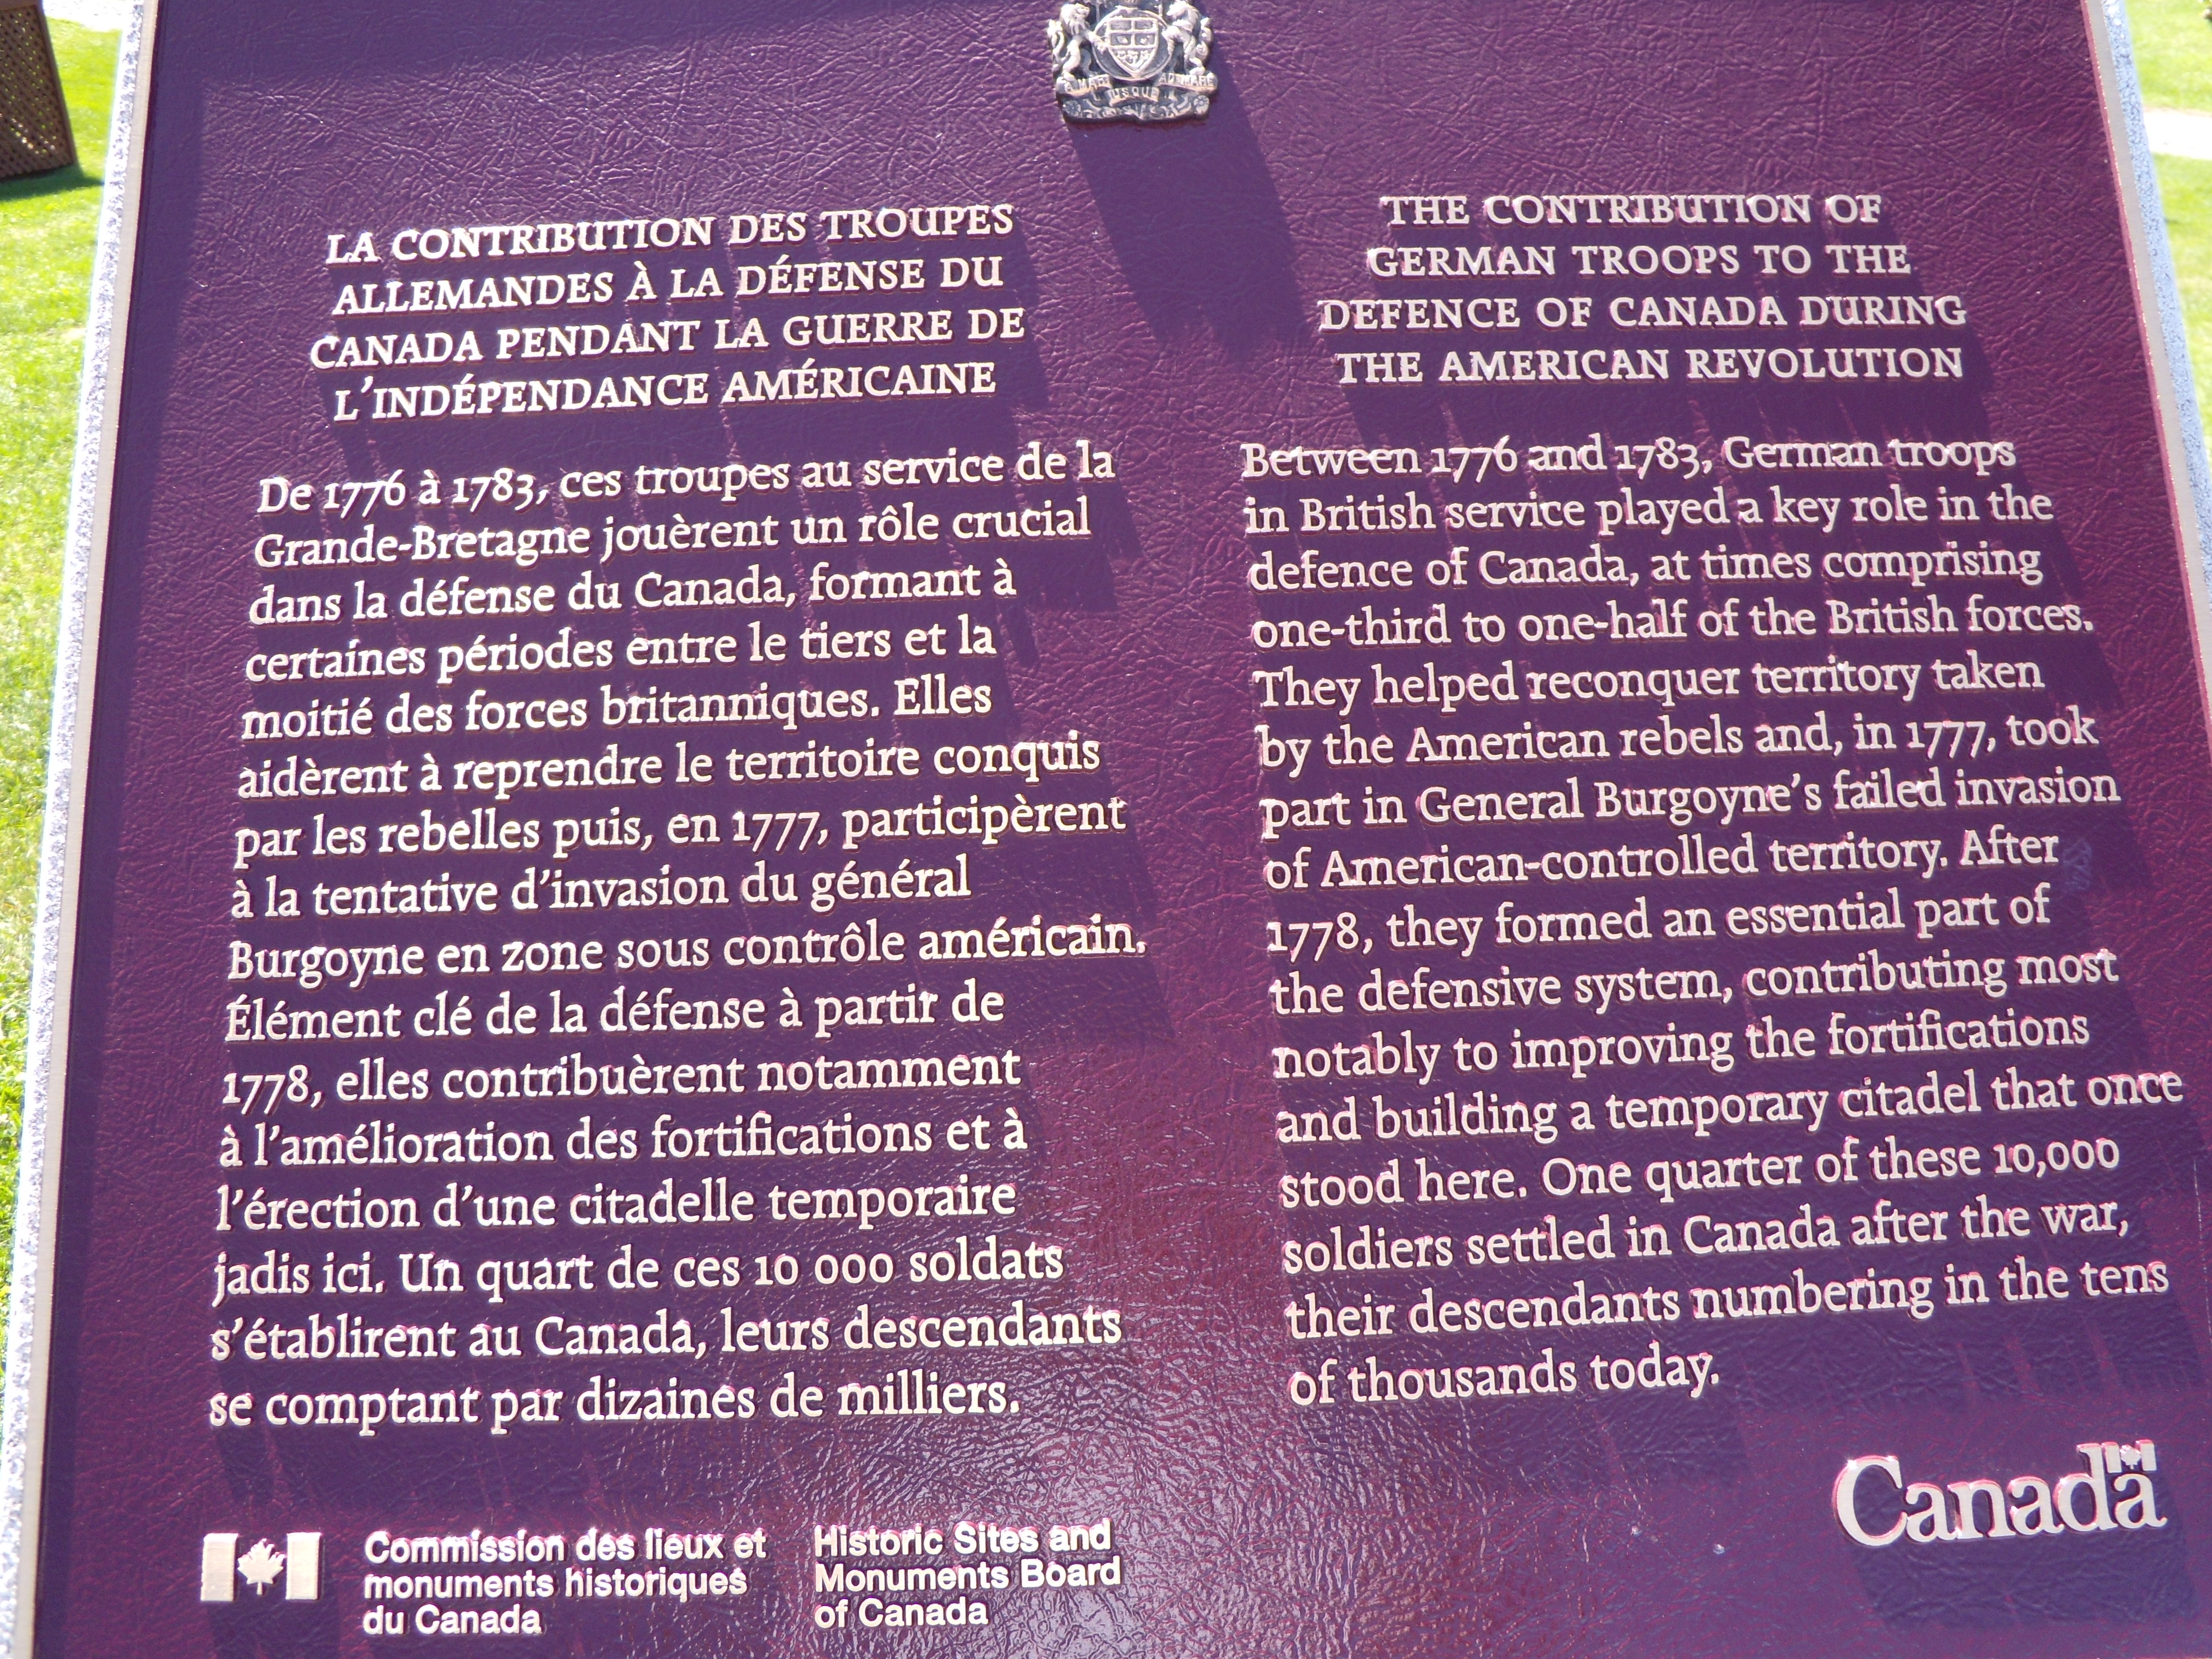 A MARI USQUE AD MARE
LA CONTRIBUTION DES TROUPES
ALLEMANDES À LA DÉFENSE DU
CANADA PENDANT LA GUERRE DE
L'INDÉPENDANCE AMÉRICAINE
De 1776 à 1783, ces troupes au service de la
Grande-Bretagne jouèrent un rôle crucial
dans la défense du Canada, formant à
certaines périodes entre le tiers et la
moitié des forces britanniques. Elles
aidèrent à reprendre le territoire conquis
par les rebelles puis, en 1777, participèrent
à la tentative d'invasion du général
Burgoyne en zone sous contrôle américain.
Élément clé de la défense à partir de
1778, elles contribuèrent notamment
à l'amélioration des fortifications et à
l'érection d'une citadelle temporaire
jadis ici. Un quart de ces 10 000 soldats
s'établirent au Canada, leurs descendants
se comptant par dizaines de milliers.
THE CONTRIBUTION OF
GERMAN TROOPS TO THE
DEFENCE OF CANADA DURING
THE AMERICAN REVOLUTION
Between 1776 and 1783, German troops
in British service played a key role in the
defence of Canada, at times comprising
one-third to one-half of the British forces.
They helped reconquer territory taken
by the American rebels and, in 1777, took
part in General Burgoyne's failed invasion
of American-controlled territory. After
1778, they formed an essential part of
the defensive system, contributing most
notably to improving the fortifications
and building a temporary citadel that once
stood here. One quarter of these 10,000
soldiers settled in Canada after the war,
their descendants numbering in the tens
of thousands today.
Commission des lieux et
monuments historiques
du Canada
Historic Sites and
Monuments Board
of Canada
Canada